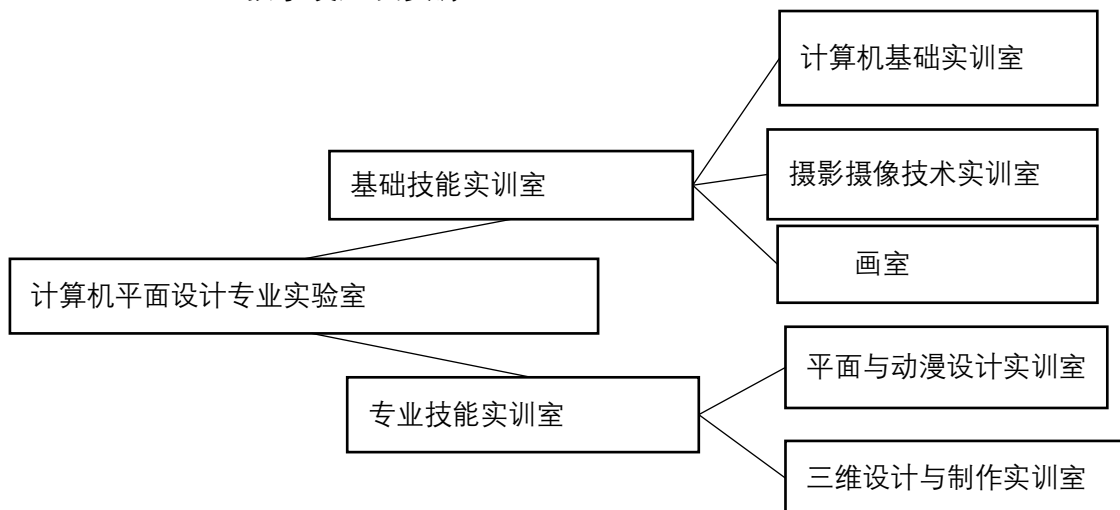 计算机基础实训室
摄影摄像技术实训室
基础技能实训室
画室
计算机平面设计专业实验室
平面与动漫设计实训室
专业技能实训室
三维设计与制作实训室